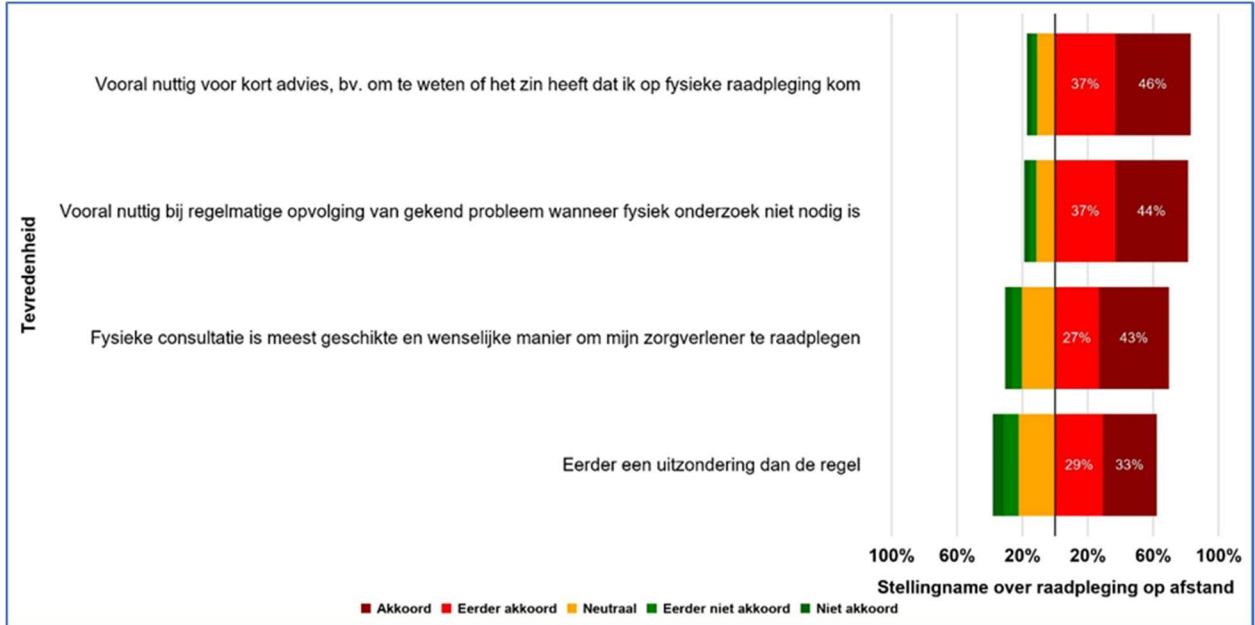 Vooral nuttig voor kort advies, bv. om te weten of het zin heeft dat ik op fysieke raadpleging kom
37% 46%
Vooral nuttig bij regelmatige opvolging van gekend probleem wanneer fysiek onderzoek niet nodig is
37% 44%
Tevredenheid
Fysieke consultatie is meest geschikte en wenselijke manier om mijn zorgverlener te raadplegen
27% 43%
Eerder een uitzondering dan de regel
29% 33%
100% 60% 20% 20% 60% 100%
Stellingname over raadpleging op afstand
Akkoord Eerder akkoord Neutraal Eerder niet akkoord Niet akkoord